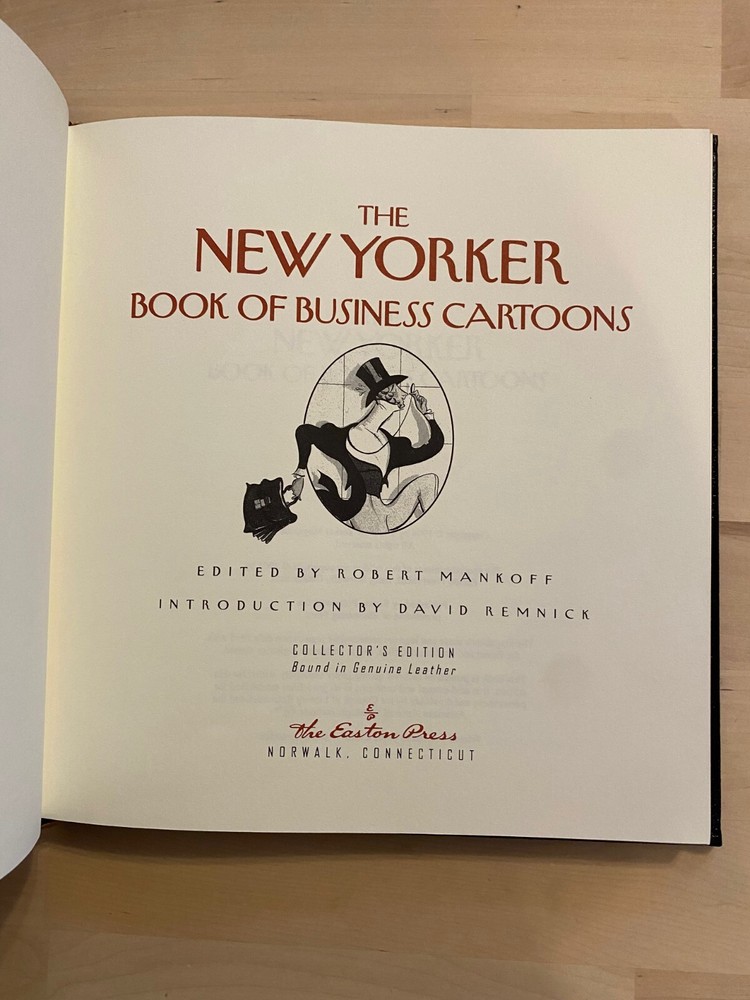 THE
NEW YORKER
BOOK OF BUSINESS CARTOONS
EDITED BY ROBERT MANKOFF
INTRODUCTION BY DAVID REMNICK
COLLECTOR'S EDITION
Bound in Genuine Leather
E
P
The Easton Press
NORWALK, CONNECTICUT